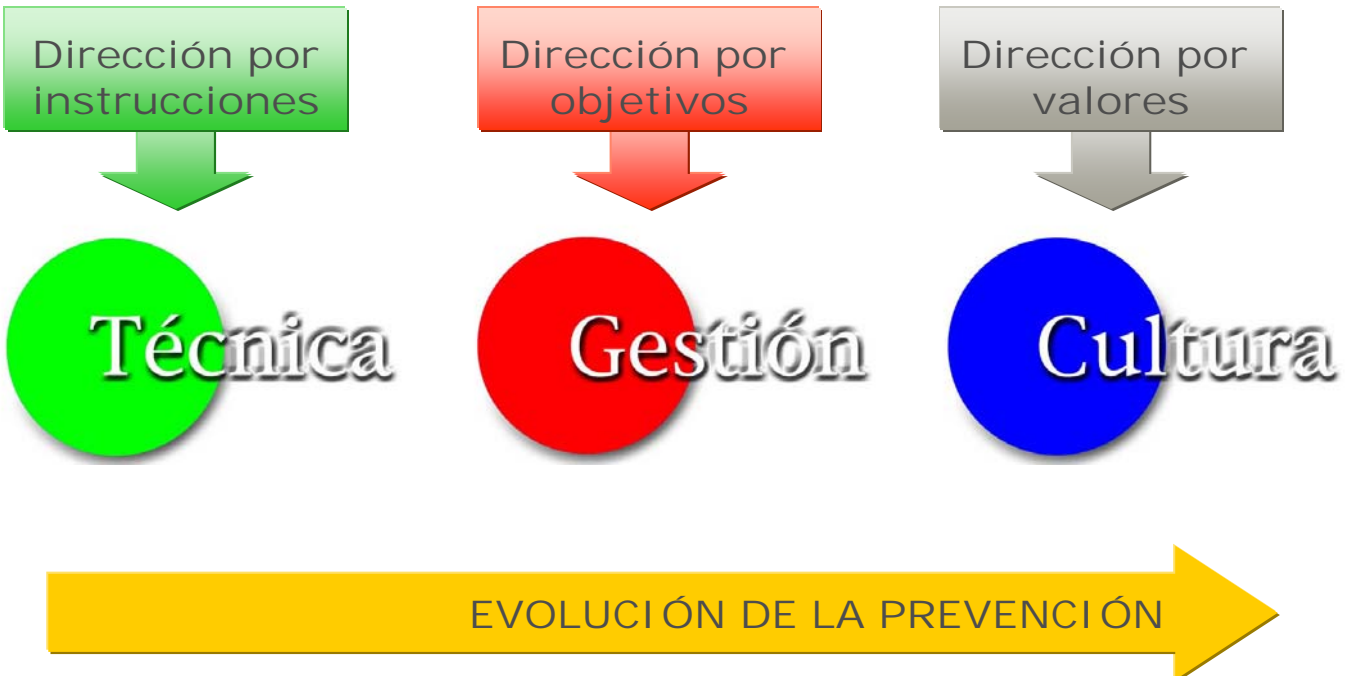 Dirección por
instrucciones
Dirección por
objetivos
Dirección por
valores
Técnica
Gestión
Cultura
EVOLUCIÓN DE LA PREVENCIÓN